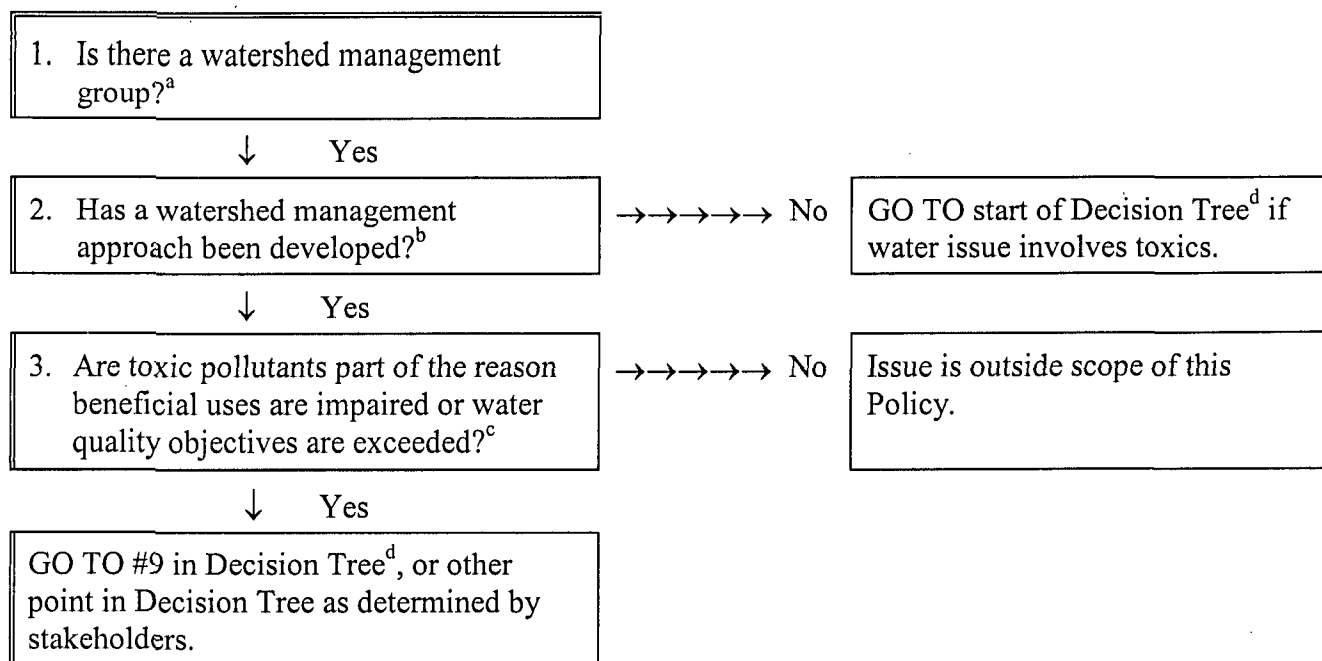 1. Is there a watershed management
group?a
↓ Yes
2. Has a watershed management
approach been developed?b
→→→→→ No
GO TO start of Decision Treed if
water issue involves toxics.
↓ Yes
3. Are toxic pollutants part of the reason
beneficial uses are impaired or water
quality objectives are exceeded?c
→→→→→ No
Issue is outside scope of this
Policy.
↓ Yes
GO TO #9 in Decision Treed, or other
point in Decision Tree as determined by
stakeholders.